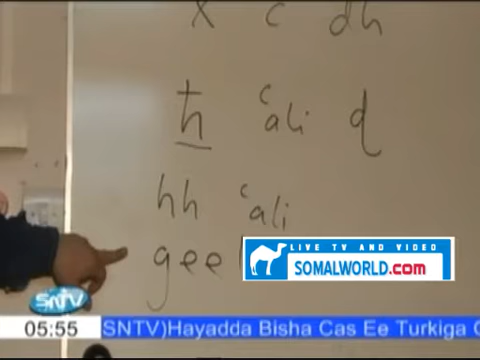 x c dh
ħ ʿali ɖ
hh ʿali
gee
LIVE TV AND VIDEO
SOMALWORLD.com
SNTV
05:55 SNTV)Hayadda Bisha Cas Ee Turkiga